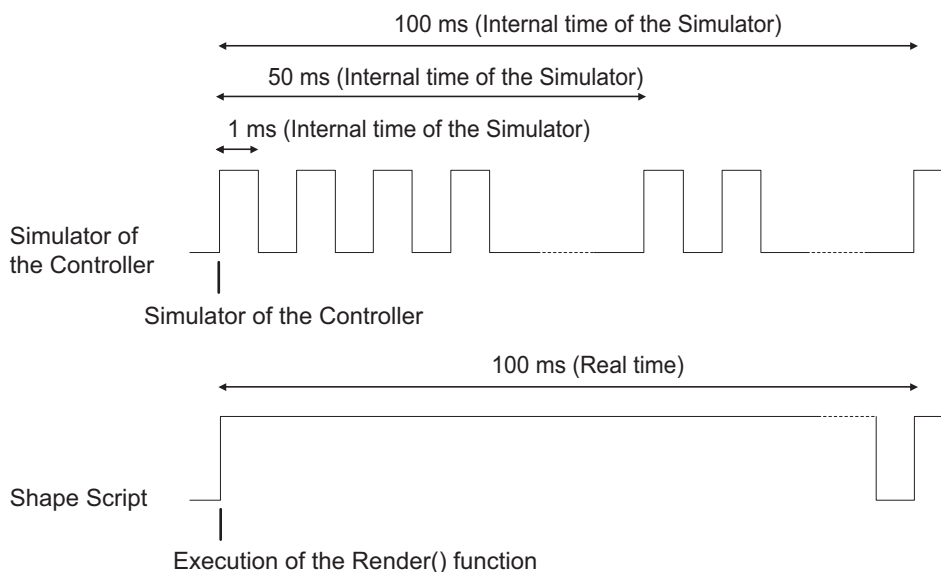 100 ms (Internal time of the Simulator)
50 ms (Internal time of the Simulator)
1 ms (Internal time of the Simulator)
Simulator of
the Controller
Simulator of the Controller
100 ms (Real time)
Shape Script
Execution of the Render() function